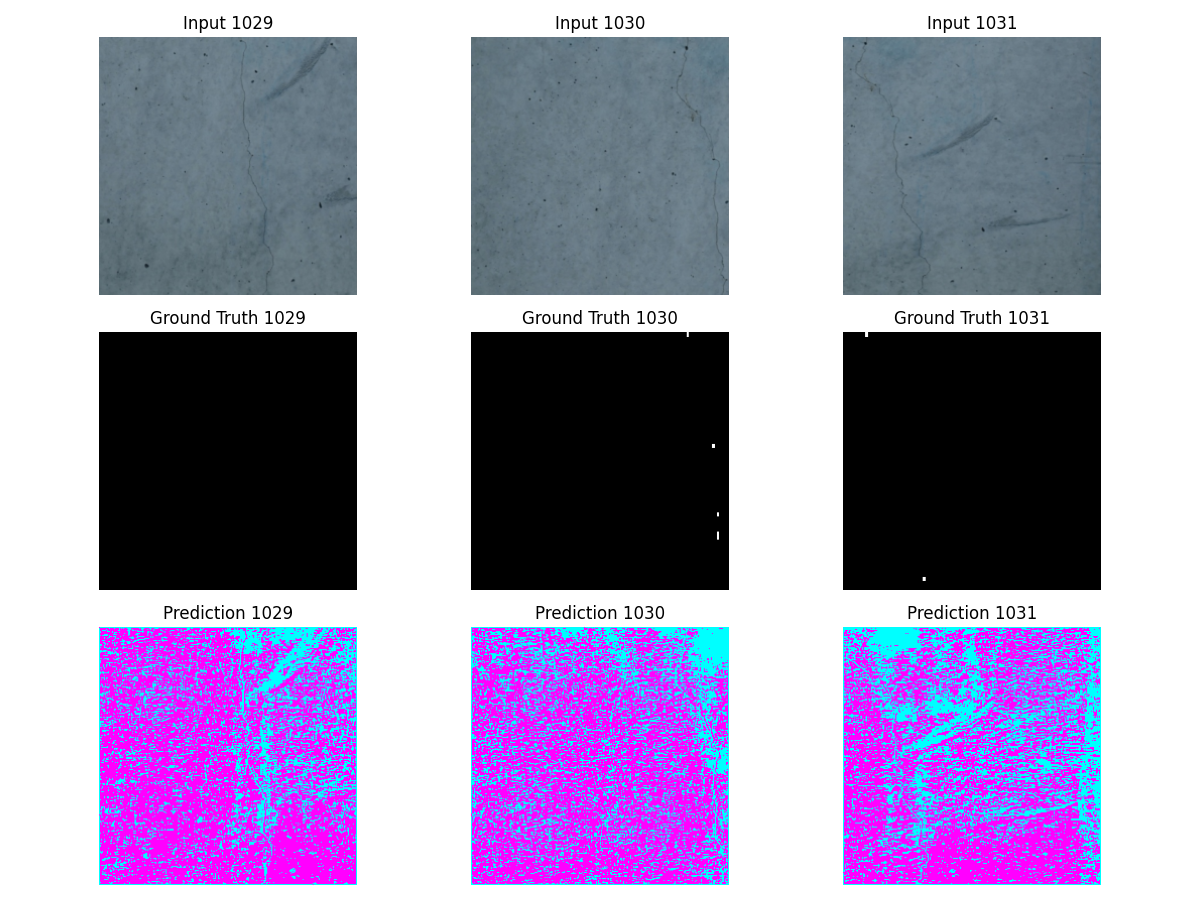 Input 1029
Input 1030
Input 1031
Ground Truth 1029
Ground Truth 1030
Ground Truth 1031
Prediction 1029
Prediction 1030
Prediction 1031